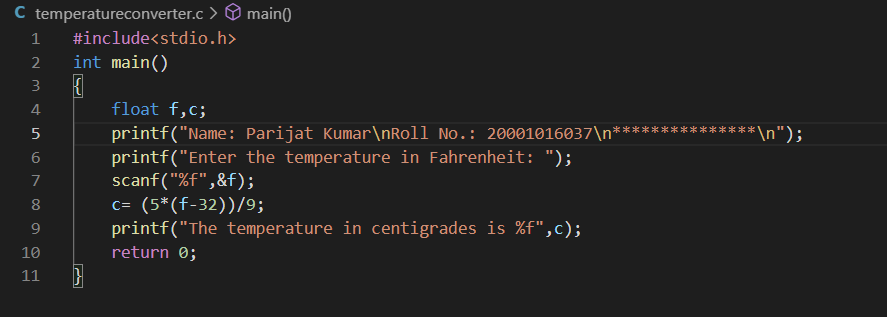 C temperatureconverter.c > main()
1 #include<stdio.h>
2 int main()
3 {
4 float f,c;
5 printf("Name: Parijat Kumar\nRoll No.: 20001016037\n***************\n");
6 printf("Enter the temperature in Fahrenheit: ");
7 scanf("%f",&f);
8 c= (5*(f-32))/9;
9 printf("The temperature in centigrades is %f",c);
10 return 0;
11 }